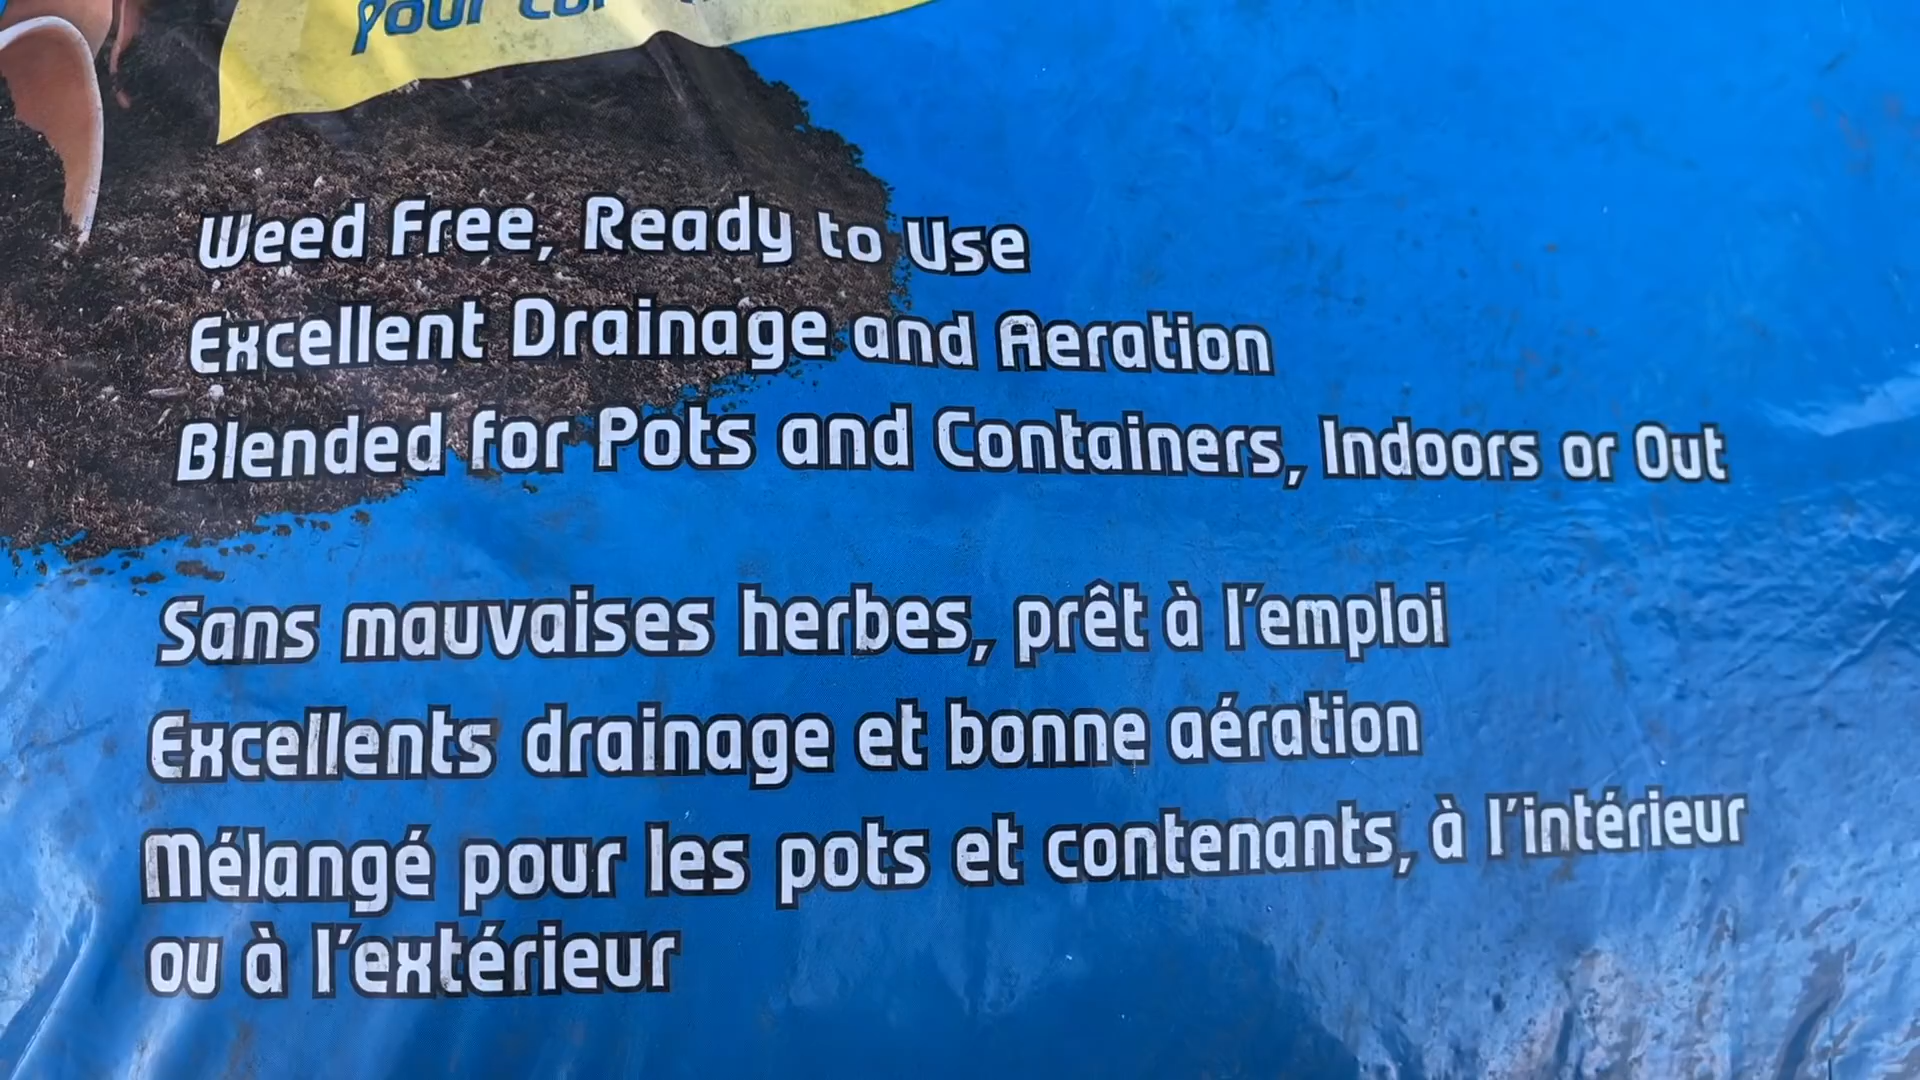 Pour
Weed Free, Ready to Use
Excellent Drainage and Aeration
Blended for Pots and Containers, Indoors or Out
Sans mauvaises herbes, prêt à l'emploi
Excellents drainage et bonne aération
Mélangé pour les pots et contenants, à l'intérieur
ou à l'extérieur